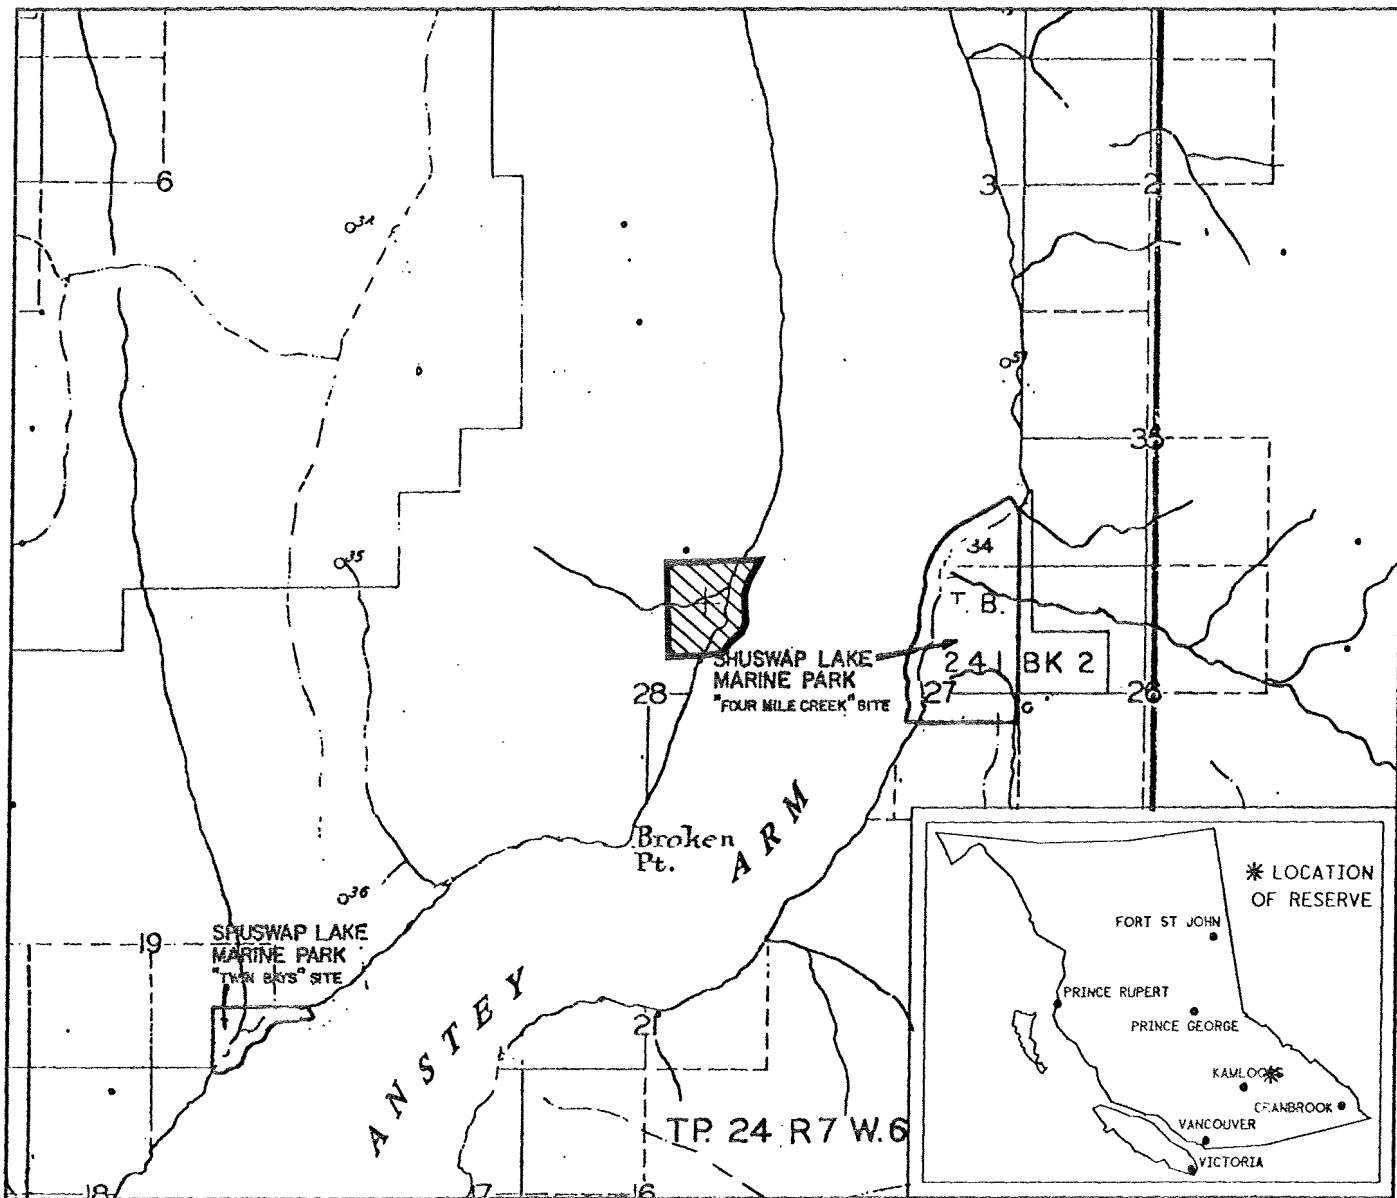 6
3
2
34
57
35
35
34
T. B.
SHUSWAP LAKE
MARINE PARK
"FOUR MILE CREEK" SITE
241 BK 2
28
27
26
Broken
Pt.
ARM
36
19
SHUSWAP LAKE
MARINE PARK
"TWIN BAYS" SITE
ANSTEY
21
TP. 24 R7 W.6
18
17
16
LOCATION
OF RESERVE
FORT ST JOHN
PRINCE RUPERT
PRINCE GEORGE
KAMLOOPS
CRANBROOK
VANCOUVER
VICTORIA